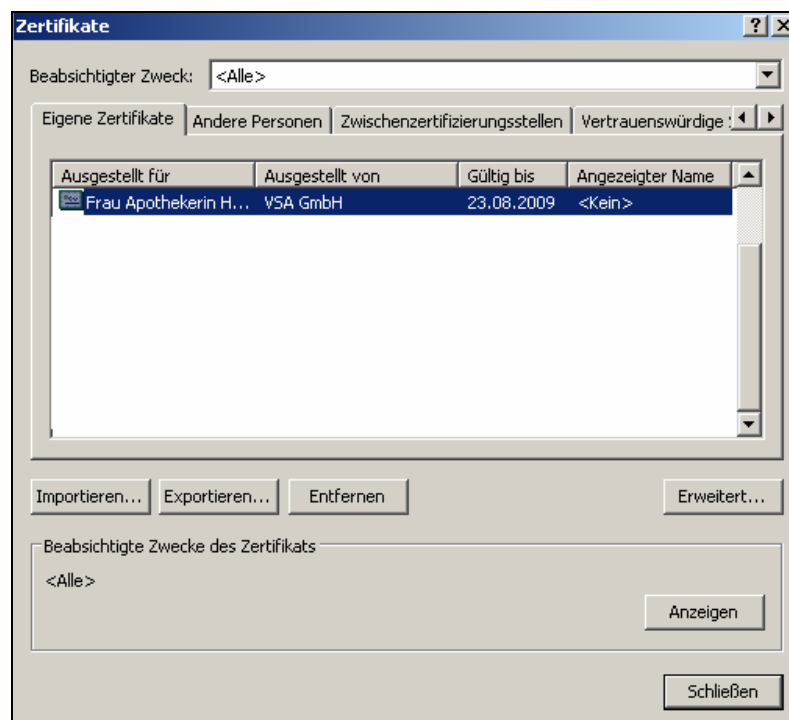 Zertifikate
Beabsichtigter Zweck: <Alle>
Eigene Zertifikate Andere Personen Zwischenzertifizierungsstellen Vertrauenswürdige
Ausgestellt für Ausgestellt von Gültig bis Angezeigter Name
Frau Apothekerin H... VSA GmbH 23.08.2009 <Kein>
Importieren... Exportieren... Entfernen Erweitert...
Beabsichtigte Zwecke des Zertifikats
<Alle>
Anzeigen
Schließen